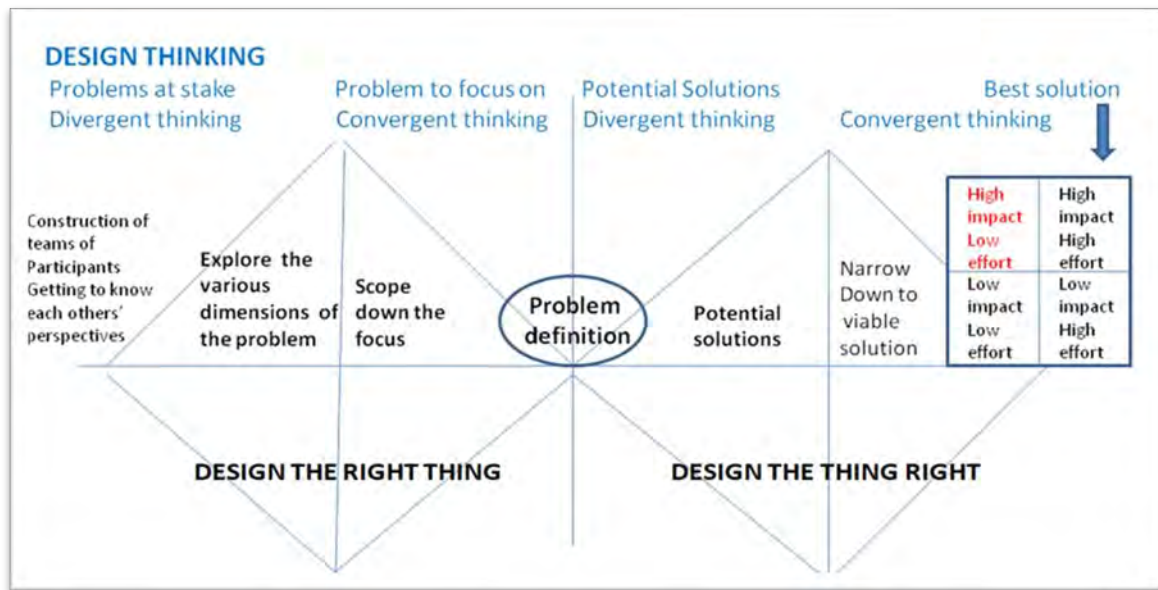 DESIGN THINKING
Problems at stake
Divergent thinking
Problem to focus on
Convergent thinking
Potential Solutions
Divergent thinking
Best solution
Convergent thinking
Construction of
teams of
Participants
Getting to know
each others'
perspectives
Explore the
various
dimensions of
the problem
Scope
down the
focus
Problem
definition
Potential
solutions
Narrow
Down to
viable
solution
High
impact
Low
effort
High
impact
High
effort
Low
impact
Low
effort
Low
impact
High
effort
DESIGN THE RIGHT THING
DESIGN THE THING RIGHT